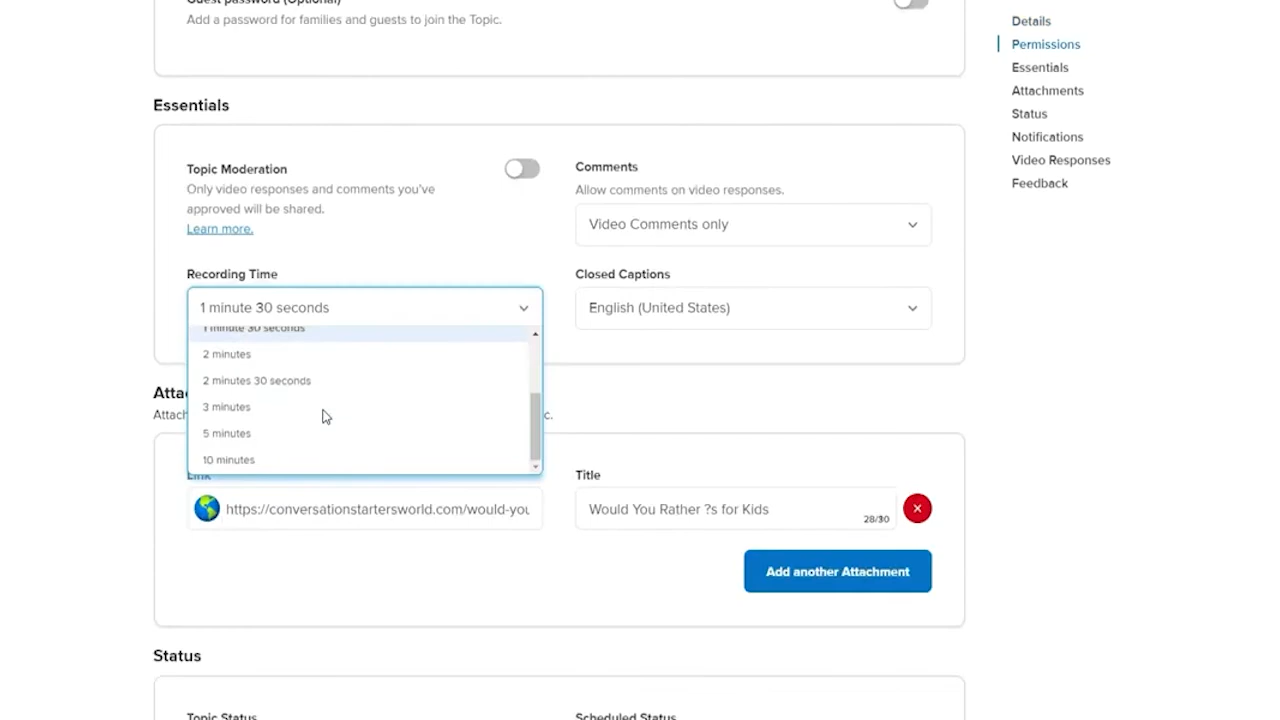 Guest password (Optional)
Add a password for families and guests to join the Topic.
Details
Permissions
Essentials
Attachments
Status
Notifications
Video Responses
Feedback
Essentials
Topic Moderation
Only video responses and comments you've
approved will be shared.
Learn more.
Comments
Allow comments on video responses.
Video Comments only
Recording Time
1 minute 30 seconds
1 minute 30 seconds
2 minutes
2 minutes 30 seconds
3 minutes
5 minutes
10 minutes
Closed Captions
English (United States)
Atta
Attach
c.
Link
https://conversationstartersworld.com/would-you
Title
Would You Rather ?s for Kids
28/30
Add another Attachment
Status
Topic Status
Scheduled Status